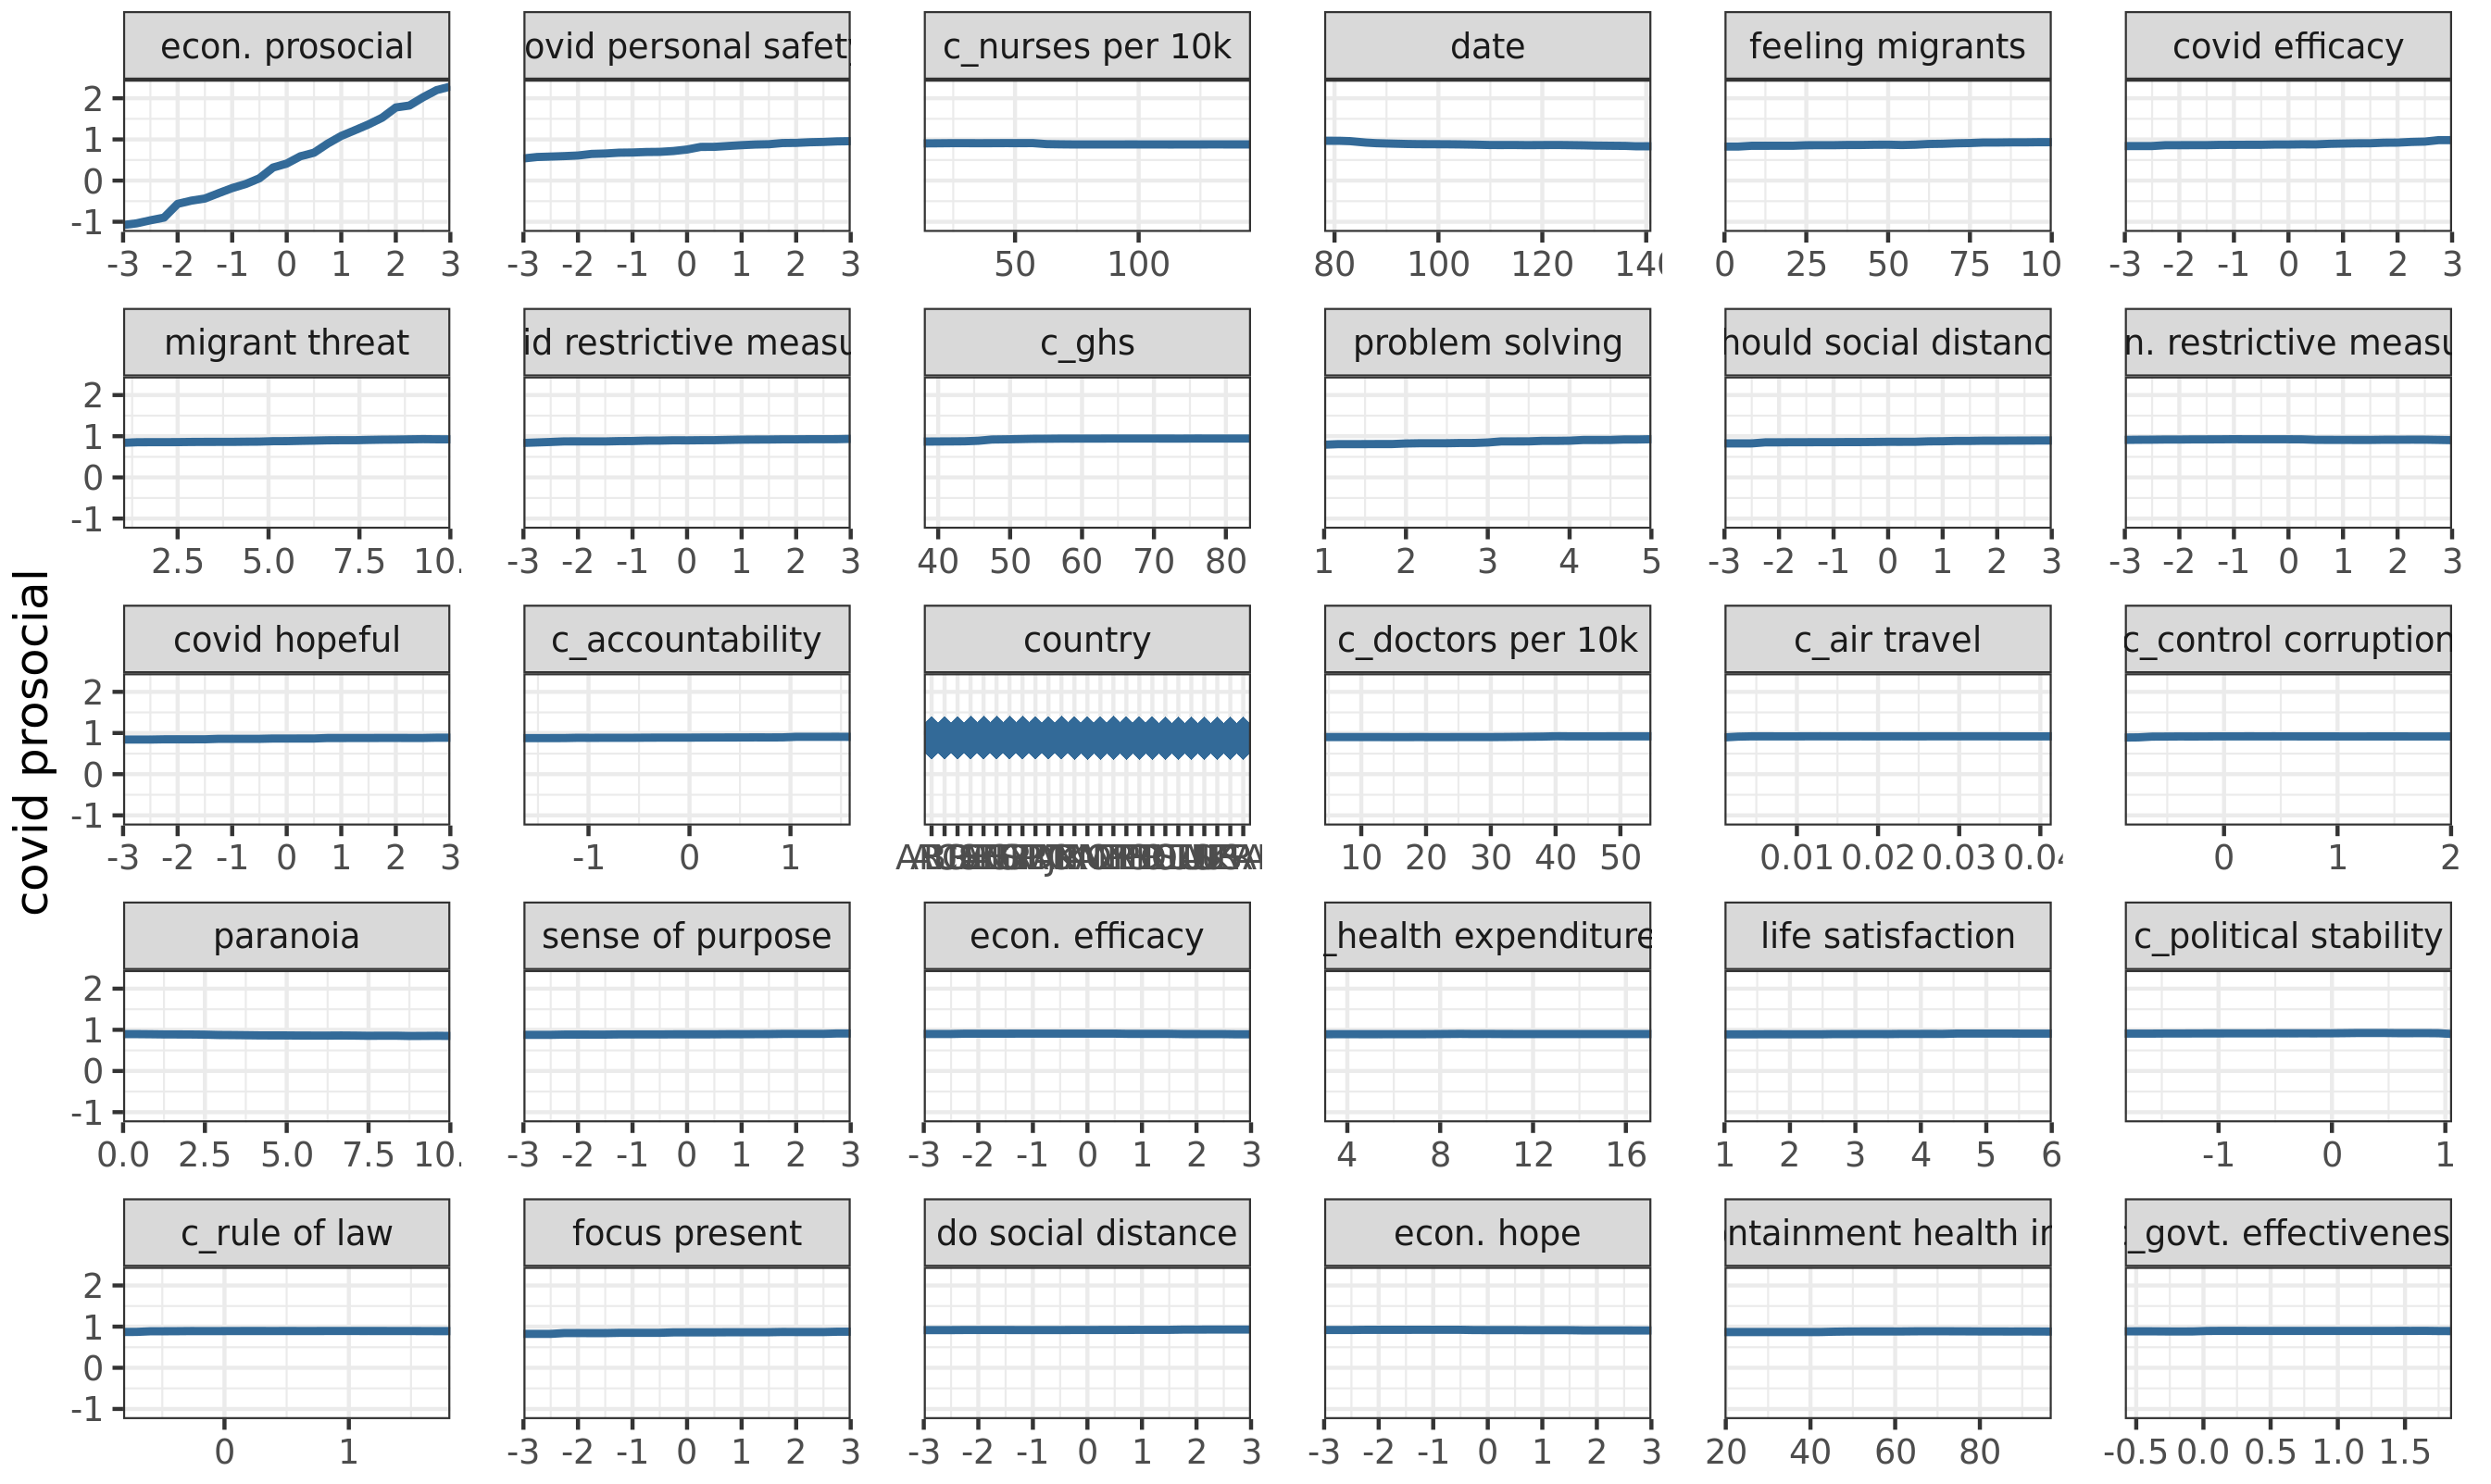 covid prosocial
econ. prosocial
ovid personal safet
c_nurses per 10k
date
feeling migrants
covid efficacy
2
1
0
-1
-3 -2 -1 0 1 2 3
-3 -2 -1 0 1 2 3
50 100
80 100 120 140
0 25 50 75 10
-3 -2 -1 0 1 2 3
migrant threat
id restrictive measu
c_ghs
problem solving
hould social distanc
n. restrictive measu
2
1
0
-1
2.5 5.0 7.5 10.
-3 -2 -1 0 1 2 3
40 50 60 70 80
1 2 3 4 5
-3 -2 -1 0 1 2 3
-3 -2 -1 0 1 2 3
covid hopeful
c_accountability
country
c_doctors per 10k
c_air travel
c_control corruption
2
1
0
-1
-3 -2 -1 0 1 2 3
-1 0 1
10 20 30 40 50
0.01 0.02 0.03 0.04
0 1 2
paranoia
sense of purpose
econ. efficacy
_health expenditure
life satisfaction
c_political stability
2
1
0
-1
0.0 2.5 5.0 7.5 10.
-3 -2 -1 0 1 2 3
-3 -2 -1 0 1 2 3
4 8 12 16
1 2 3 4 5 6
-1 0 1
c_rule of law
focus present
do social distance
econ. hope
ntainment health in
_govt. effectivenes
2
1
0
-1
0 1
-3 -2 -1 0 1 2 3
-3 -2 -1 0 1 2 3
-3 -2 -1 0 1 2 3
20 40 60 80
-0.5 0.0 0.5 1.0 1.5